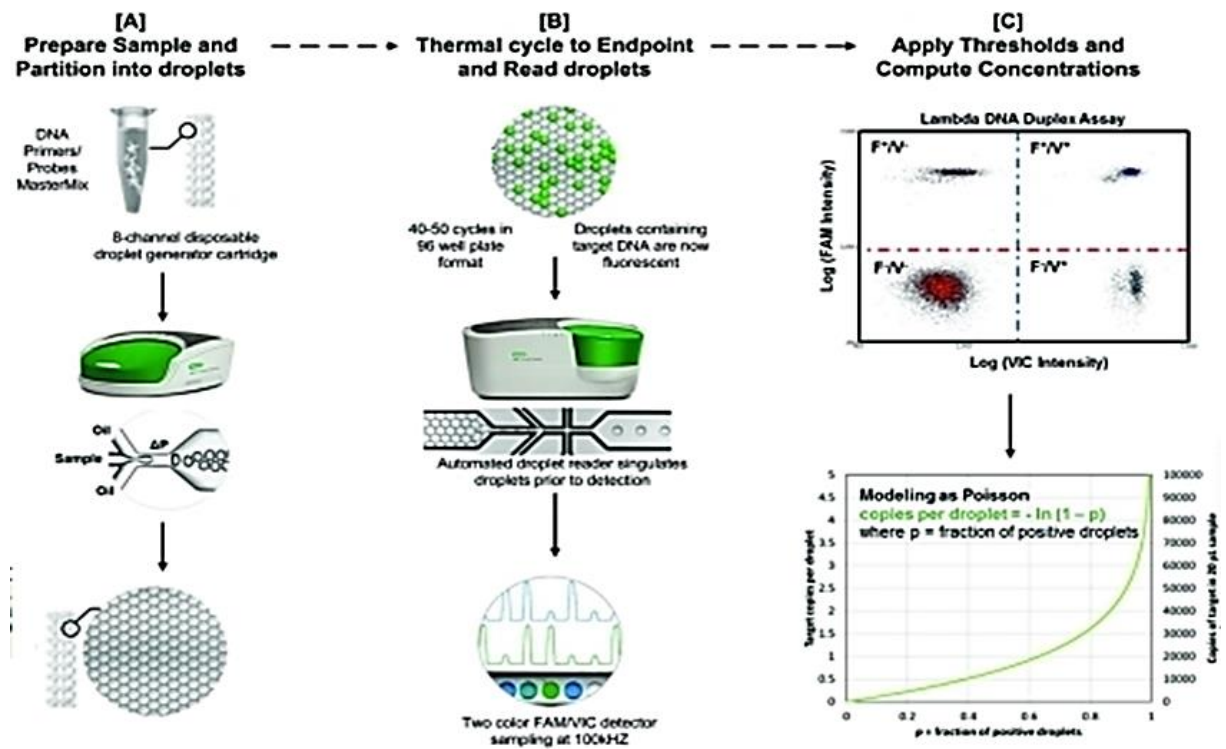 [A]
Prepare Sample and
Partition into droplets
DNA
Primers/
Probes
MasterMix
8-channel disposable
droplet generator cartridge
Oil
ΔP
Sample
Oil
[B]
Thermal cycle to Endpoint
and Read droplets
40-50 cycles in
96 well plate
format
Droplets containing
target DNA are now
fluorescent
Automated droplet reader singulates
droplets prior to detection
Two color FAM/VIC detector
sampling at 100kHZ
[C]
Apply Thresholds and
Compute Concentrations
Lambda DNA Duplex Assay
F⁺/V⁻
F⁺/V⁺
F⁻/V⁻
F⁻/V⁺
Log (FAM Intensity)
Log (VIC Intensity)
Modeling as Poisson
copies per droplet = - ln (1 – p)
where p = fraction of positive droplets
Target copies per droplet
5
4.5
4
3.5
3
2.5
2
1.5
1
0.5
0
100000
90000
80000
70000
60000
50000
40000
30000
20000
10000
0
Copies of target in 20 µL sample
0
0.2
0.4
0.6
0.8
1
p = fraction of positive droplets